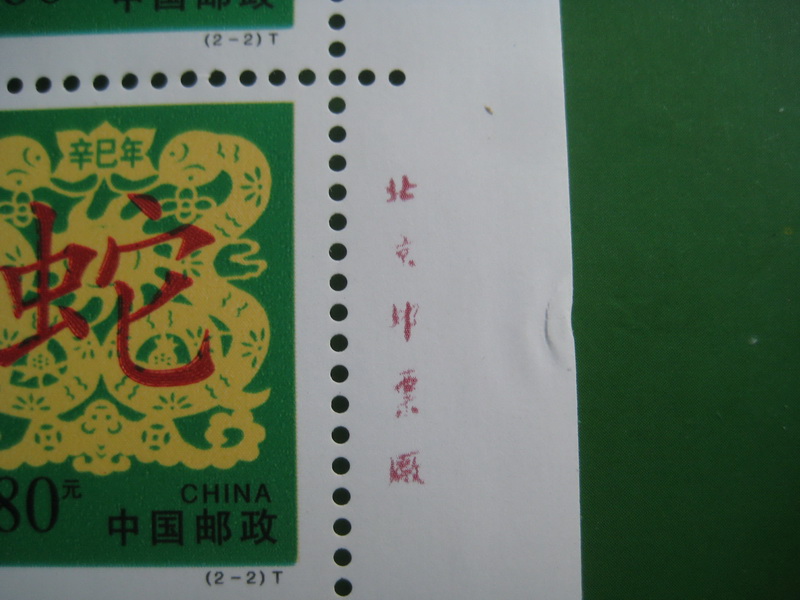 中国邮政
(2-2) T
辛巳年
蛇
80元
CHINA
中国邮政
(2-2) T
北京邮票厰